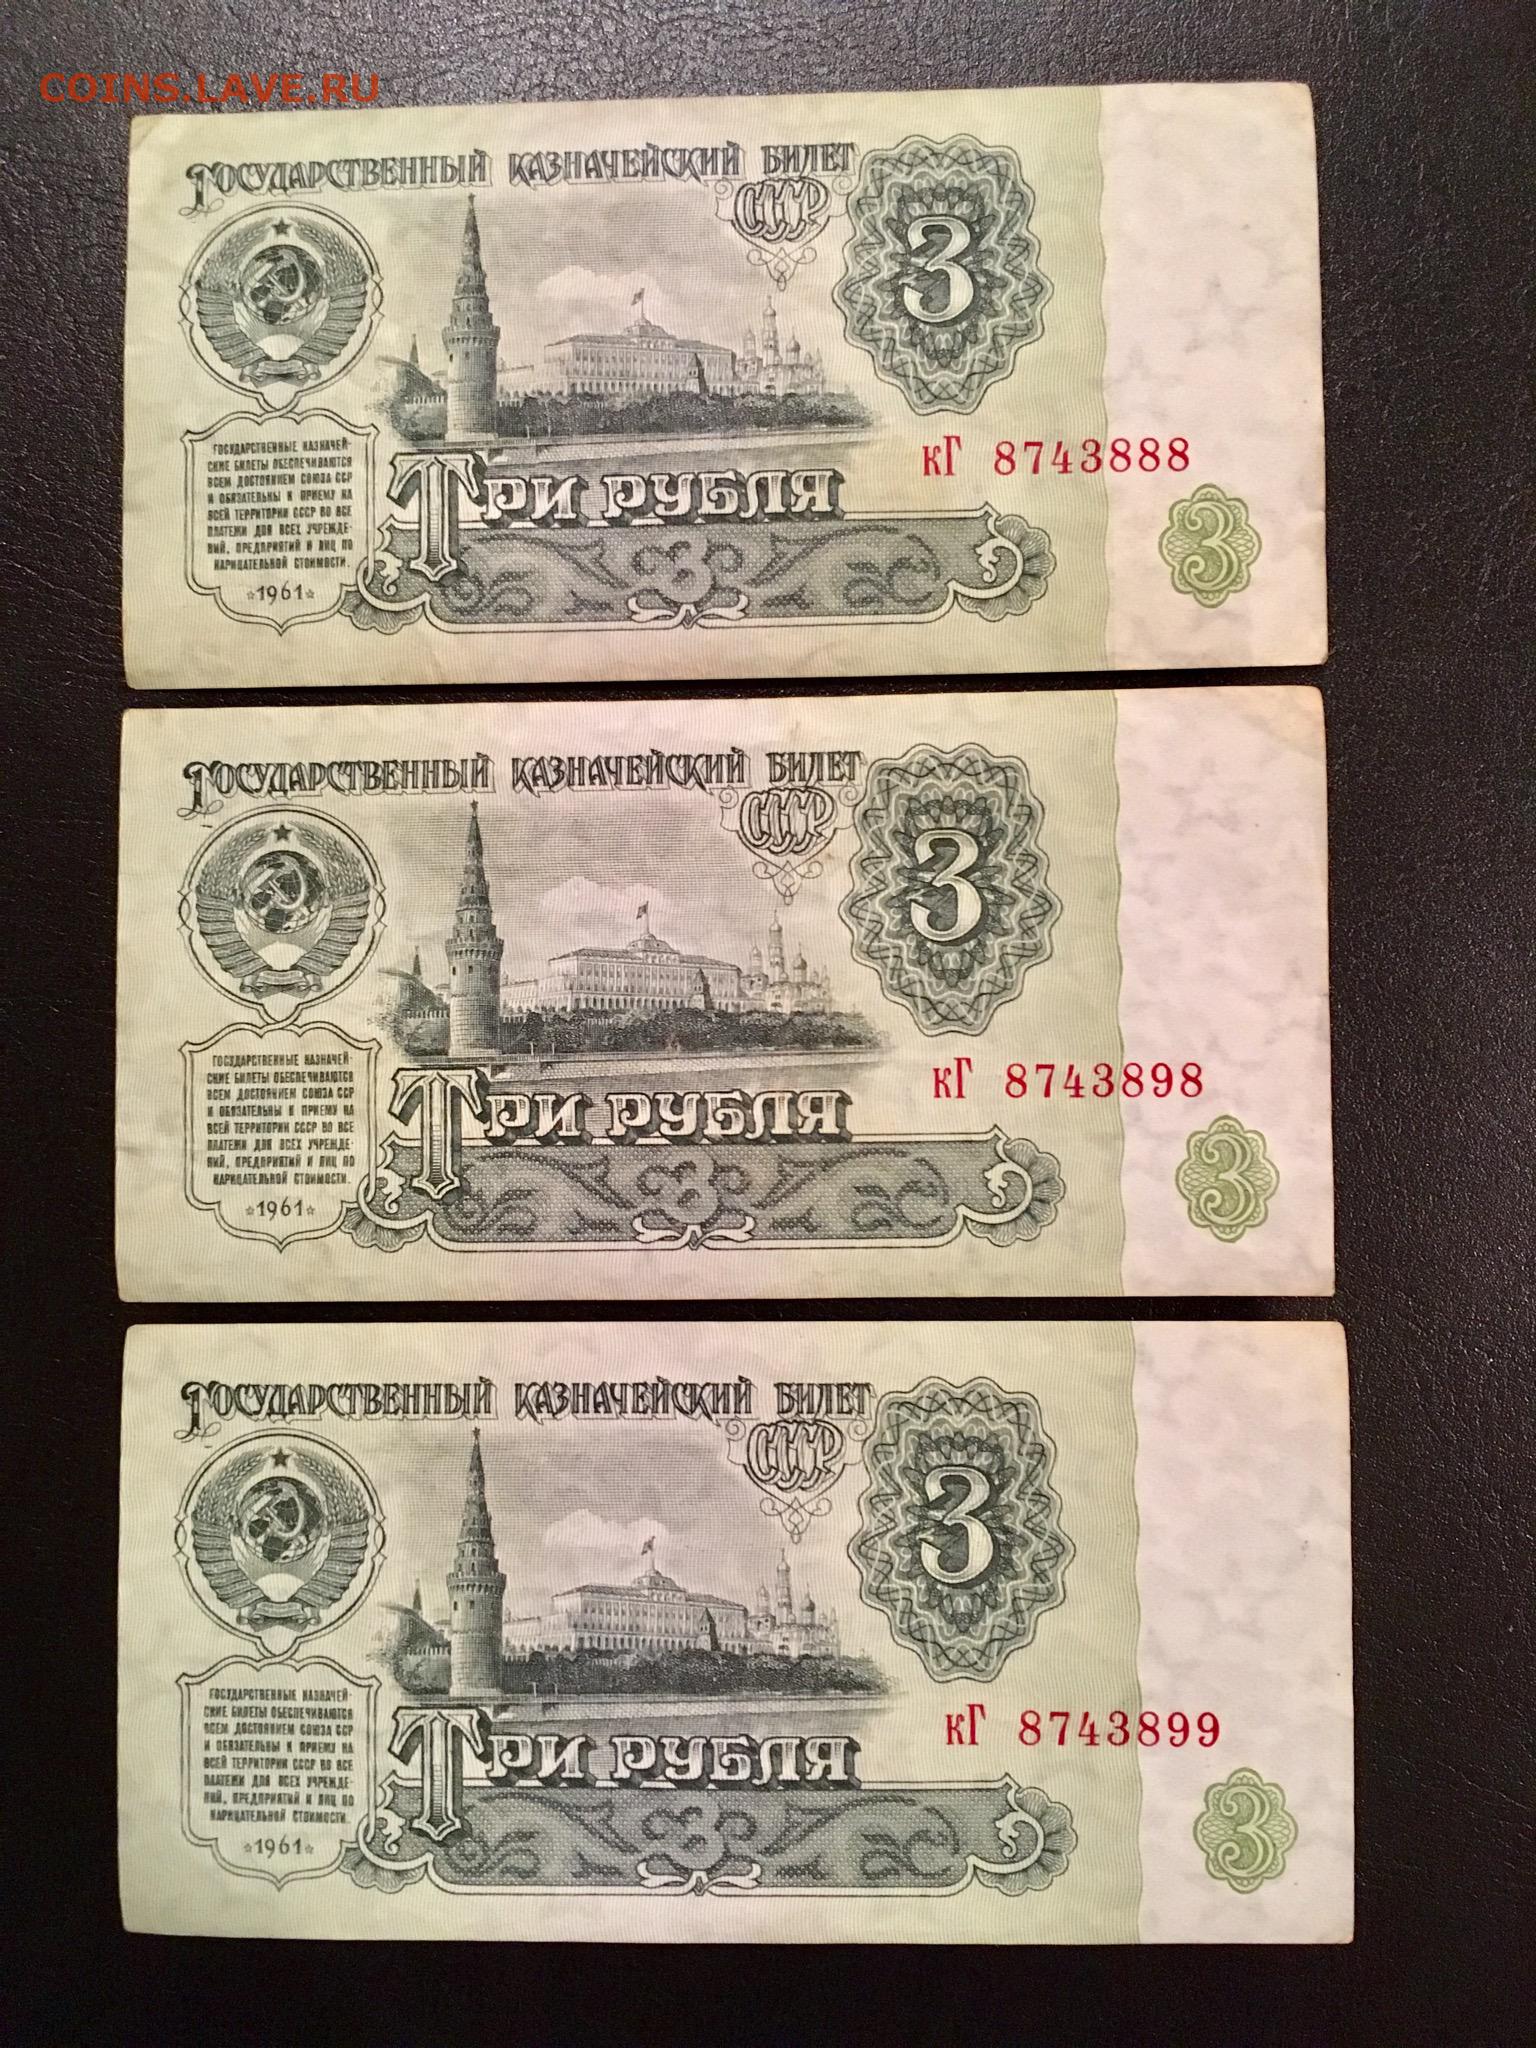 COINS.LAVE.RU
ГОСУДАРСТВЕННЫЙ КАЗНАЧЕЙСКИЙ БИЛЕТ
СССР
3
кГ 8743888
ГОСУДАРСТВЕННЫЕ КАЗНАЧЕЙ-
СКИЕ БИЛЕТЫ ОБЕСПЕЧИВАЮТСЯ
ВСЕМ ДОСТОЯНИЕМ СОЮЗА ССР
И ОБЯЗАТЕЛЬНЫ К ПРИЕМУ НА
ВСЕЙ ТЕРРИТОРИИ СССР ВО ВСЕ
ПЛАТЕЖИ ДЛЯ ВСЕХ УЧРЕЖДЕ-
НИЙ, ПРЕДПРИЯТИЙ И ЛИЦ ПО
НАРИЦАТЕЛЬНОЙ СТОИМОСТИ.
☆1961☆
ТРИ РУБЛЯ
3
3
ГОСУДАРСТВЕННЫЙ КАЗНАЧЕЙСКИЙ БИЛЕТ
СССР
3
кГ 8743898
ГОСУДАРСТВЕННЫЕ КАЗНАЧЕЙ-
СКИЕ БИЛЕТЫ ОБЕСПЕЧИВАЮТСЯ
ВСЕМ ДОСТОЯНИЕМ СОЮЗА ССР
И ОБЯЗАТЕЛЬНЫ К ПРИЕМУ НА
ВСЕЙ ТЕРРИТОРИИ СССР ВО ВСЕ
ПЛАТЕЖИ ДЛЯ ВСЕХ УЧРЕЖДЕ-
НИЙ, ПРЕДПРИЯТИЙ И ЛИЦ ПО
НАРИЦАТЕЛЬНОЙ СТОИМОСТИ.
☆1961☆
ТРИ РУБЛЯ
3
3
ГОСУДАРСТВЕННЫЙ КАЗНАЧЕЙСКИЙ БИЛЕТ
СССР
3
кГ 8743899
ГОСУДАРСТВЕННЫЕ КАЗНАЧЕЙ-
СКИЕ БИЛЕТЫ ОБЕСПЕЧИВАЮТСЯ
ВСЕМ ДОСТОЯНИЕМ СОЮЗА ССР
И ОБЯЗАТЕЛЬНЫ К ПРИЕМУ НА
ВСЕЙ ТЕРРИТОРИИ СССР ВО ВСЕ
ПЛАТЕЖИ ДЛЯ ВСЕХ УЧРЕЖДЕ-
НИЙ, ПРЕДПРИЯТИЙ И ЛИЦ ПО
НАРИЦАТЕЛЬНОЙ СТОИМОСТИ.
☆1961☆
ТРИ РУБЛЯ
3
3